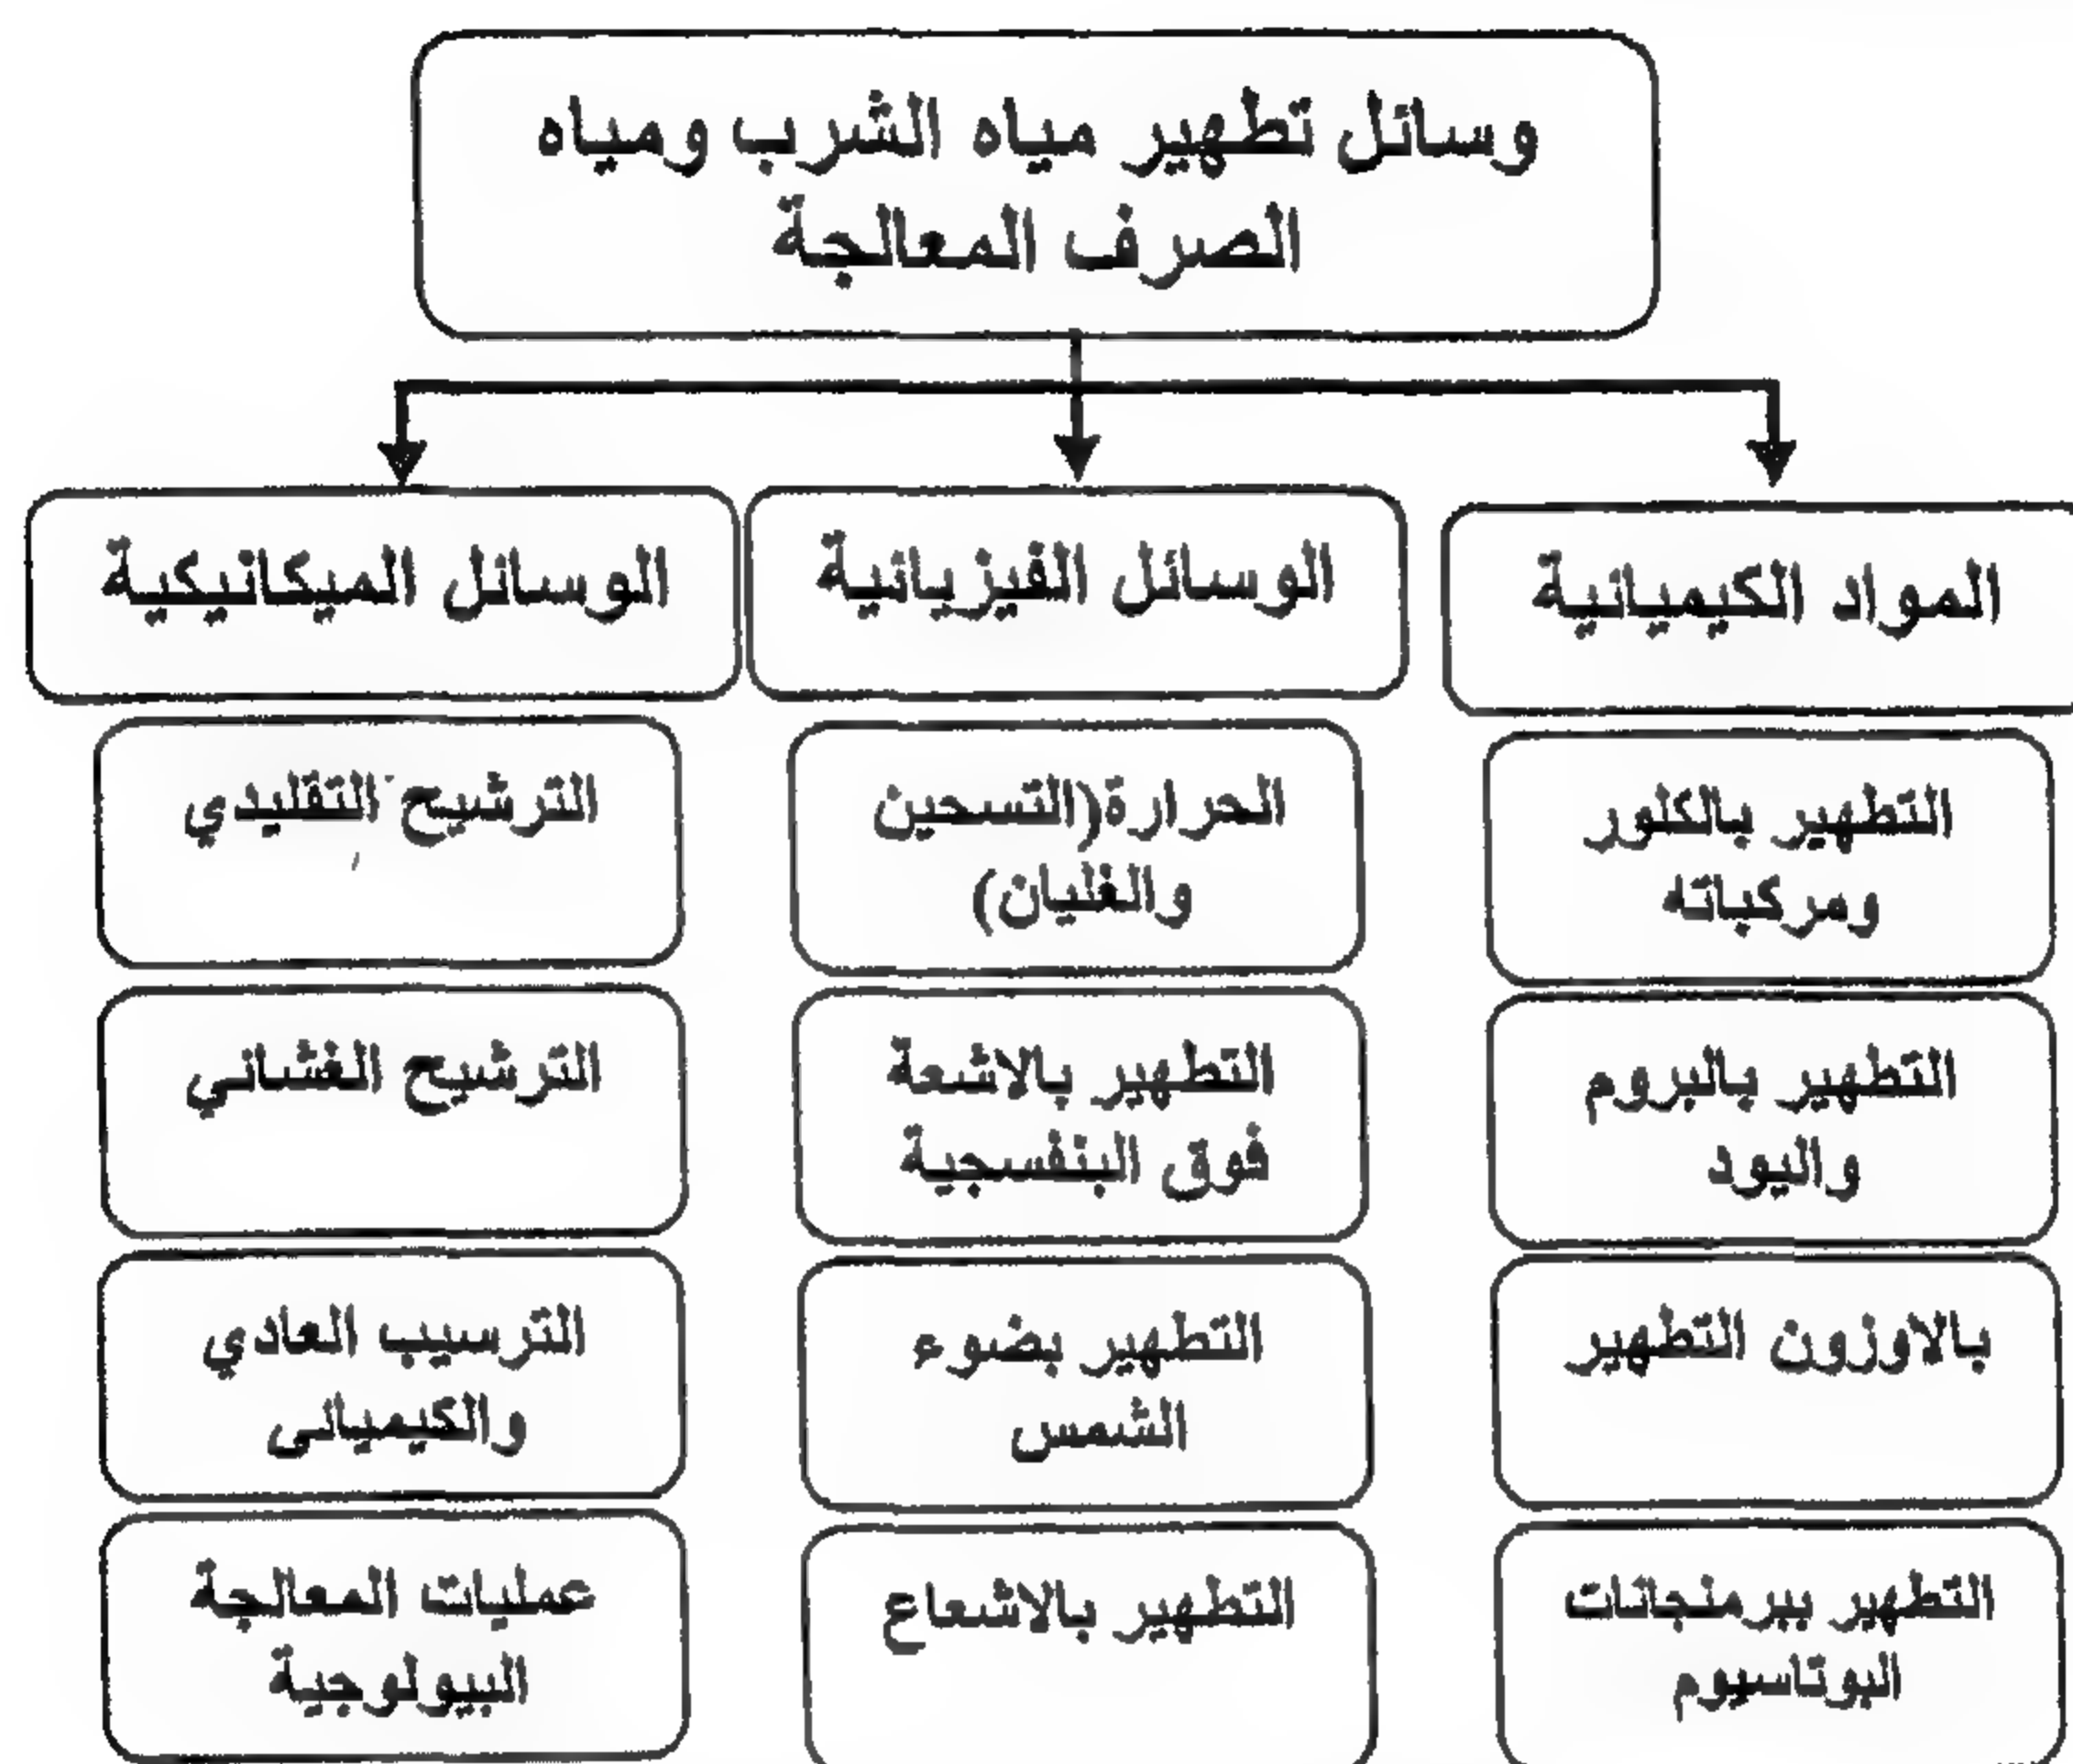 وسائل تطهير مياه الشرب ومياه
الصرف المعالجة
المواد الكيميائية
التطهير بالكلور
ومركباته
التطهير بالبروم
واليود
بالاوزون التطهير
التطهير ببرمنجانات
البوتاسيوم
الوسائل الفيزيائية
الحرارة(التسحين
والغليان)
التطهير بالاشعة
فوق البنفسجية
التطهير بضوء
الشمس
التطهير بالاشعاع
الوسائل الميكانيكية
الترشيح التقليدي
الترشيح الغشائي
الترسيب العادي
والكيميائى
عمليات المعالجة
البيولوجية